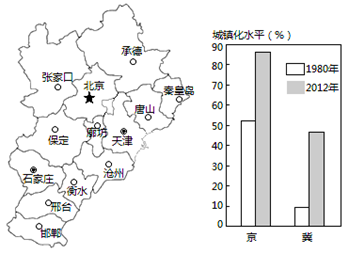 承德
张家口
北京
秦皇岛
唐山
廊坊
天津
保定
沧州
石家庄
衡水
邢台
邯郸
城镇化水平（%）
90
80
70
60
50
40
30
20
10
0
1980年
2012年
京
冀